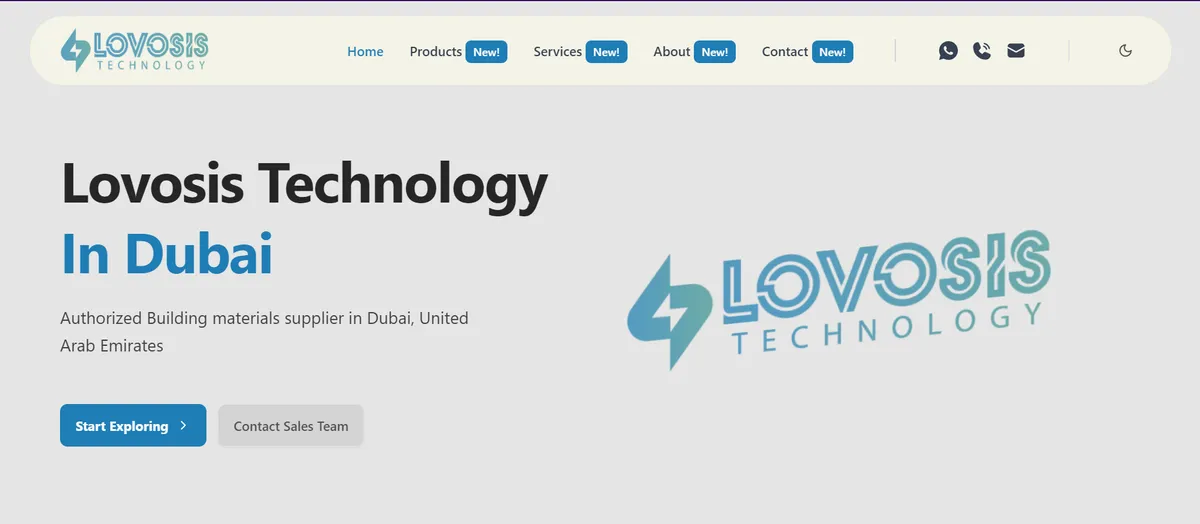 LOVOSIS
TECHNOLOGY
Home Products New! Services New! About New! Contact New!
Lovosis Technology
In Dubai
Authorized Building materials supplier in Dubai, United
Arab Emirates
Start Exploring Contact Sales Team
LOVOSIS
TECHNOLOGY